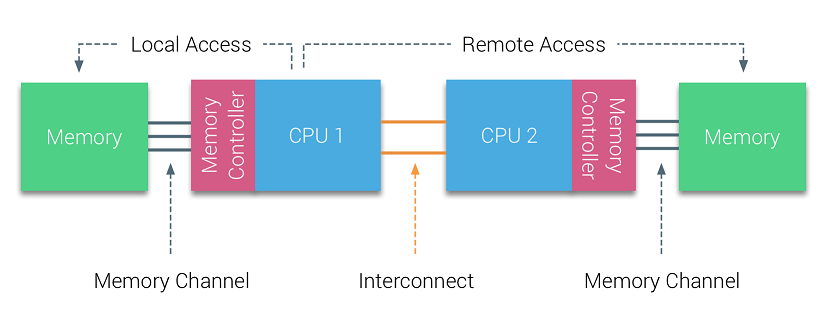 Local Access
Remote Access
Memory
Memory
Controller
CPU 1
CPU 2
Memory
Controller
Memory
Memory Channel
Interconnect
Memory Channel